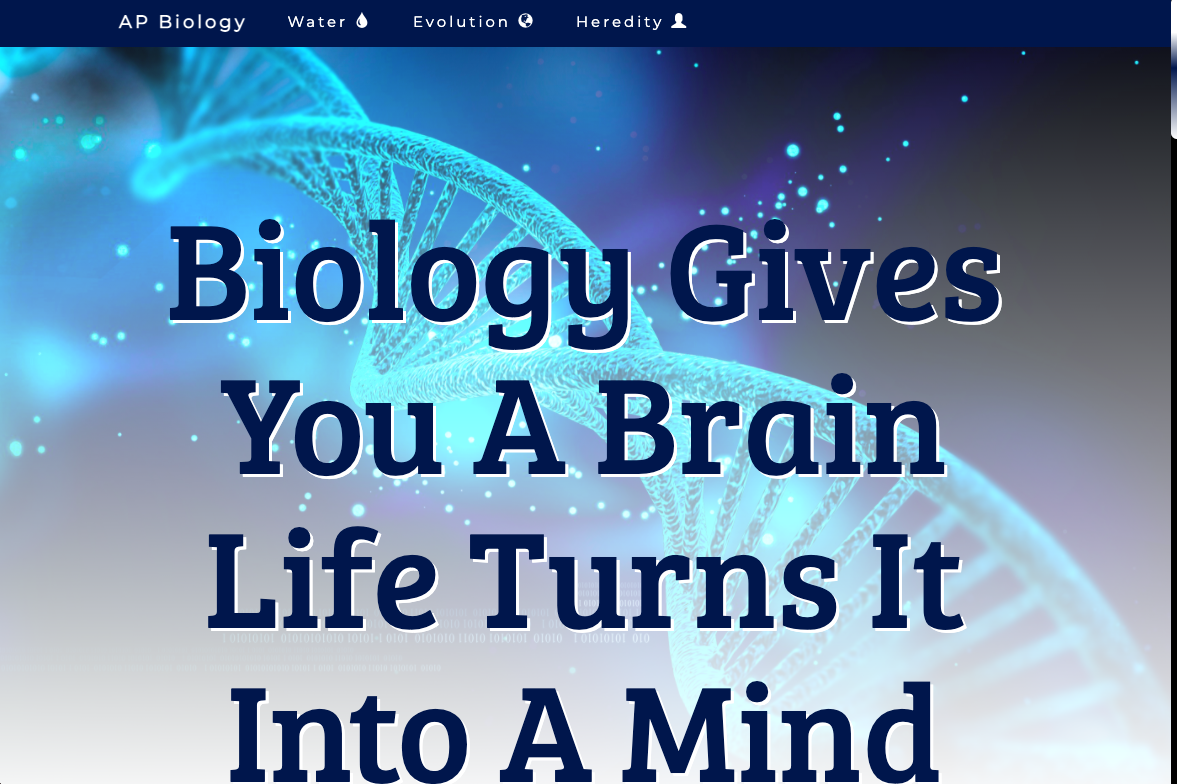 AP Biology Water Evolution Heredity
Biology Gives
You A Brain
Life Turns It
Into A Mind